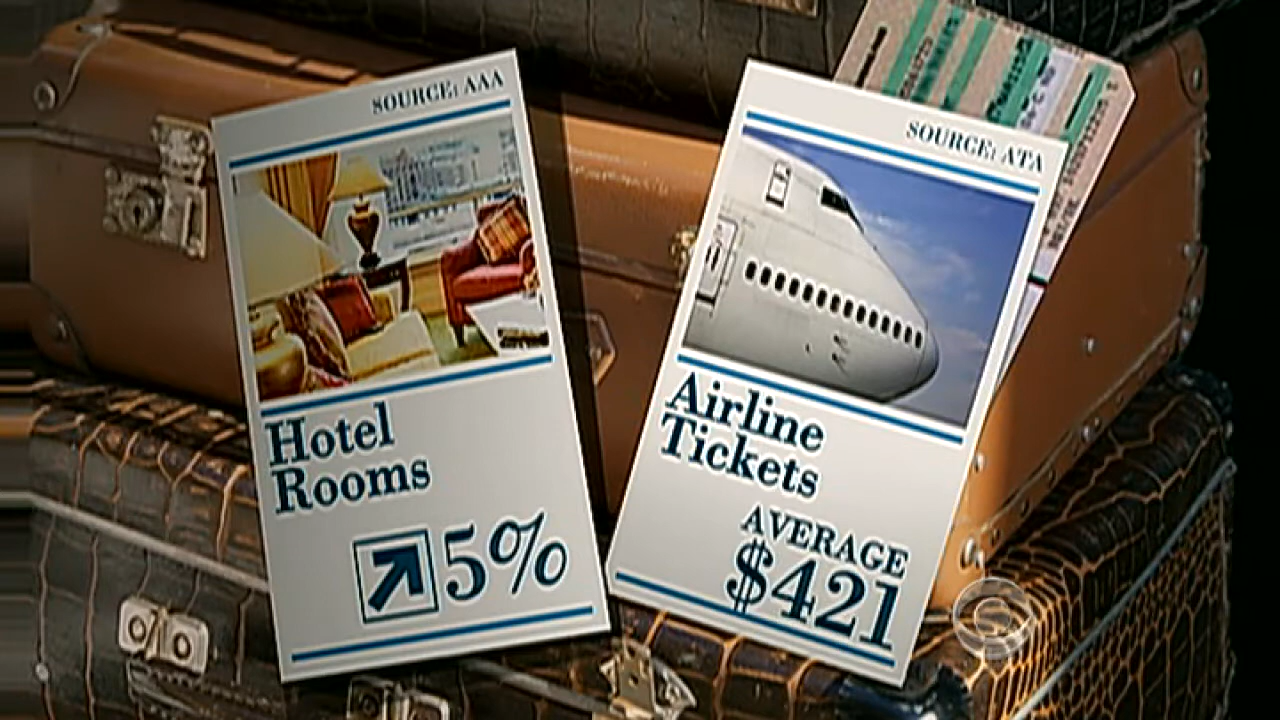 SOURCE: AAA
Hotel
Rooms
5%
SOURCE: ATA
Airline
Tickets
AVERAGE
$421